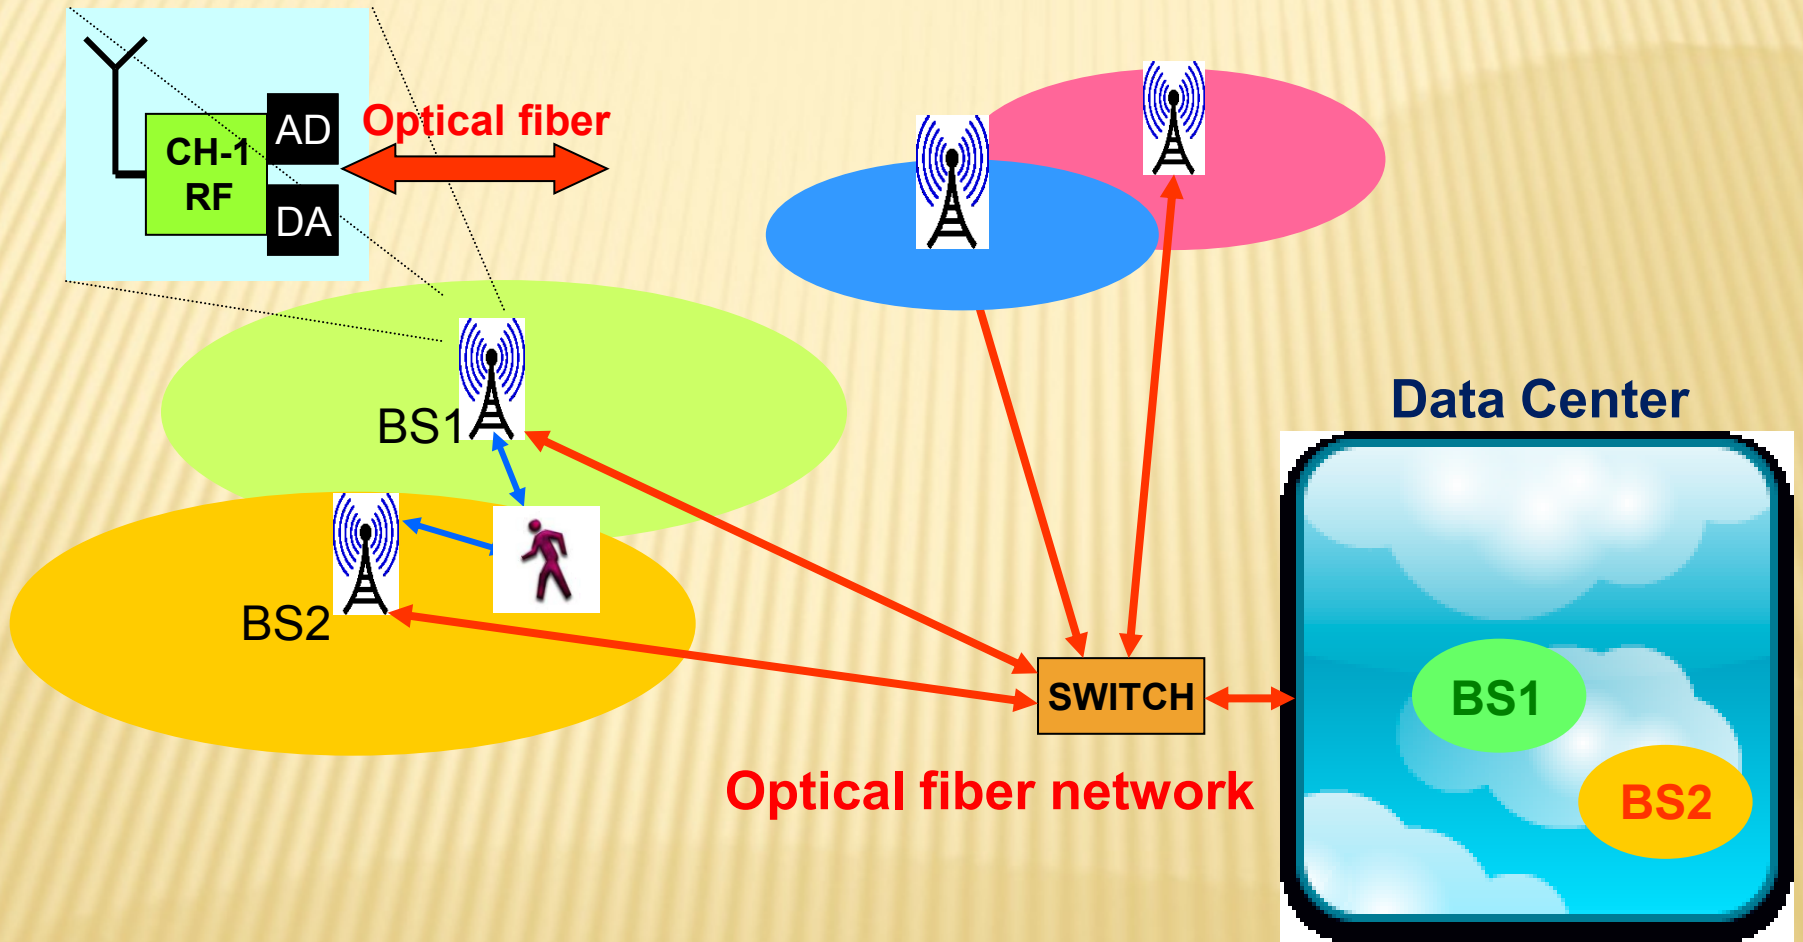 AD
Optical fiber
CH-1
RF
DA
Data Center
BS1
BS2
SWITCH
BS1
Optical fiber network
BS2